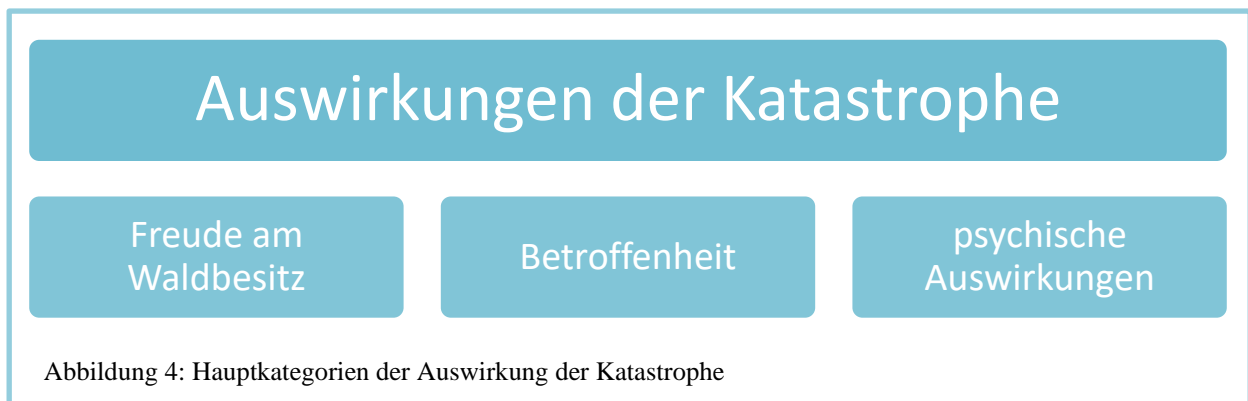 Auswirkungen der Katastrophe
Freude am
Waldbesitz
Betroffenheit
psychische
Auswirkungen
Abbildung 4: Hauptkategorien der Auswirkung der Katastrophe